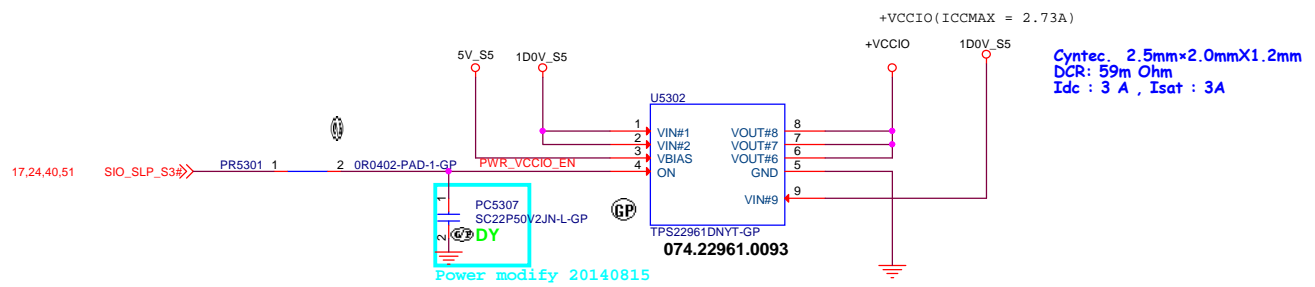 +VCCIO(ICCMAX = 2.73A)
+VCCIO
1D0V_S5
5V_S5
1D0V_S5
Cyntec. 2.5mm×2.0mmX1.2mm
DCR: 59m Ohm
Idc : 3 A , Isat : 3A
U5302
1 VIN#1
2 VIN#2
3 VBIAS
4 ON
VOUT#8 8
VOUT#7 7
VOUT#6 6
GND 5
VIN#9 9
TPS22961DNYT-GP
074.22961.0093
17,24,40,51 SIO_SLP_S3#
PR5301 1 2 0R0402-PAD-1-GP PWR_VCCIO_EN
1
PC5307
SC22P50V2JN-L-GP
2
DY
GP
Power modify 20140815